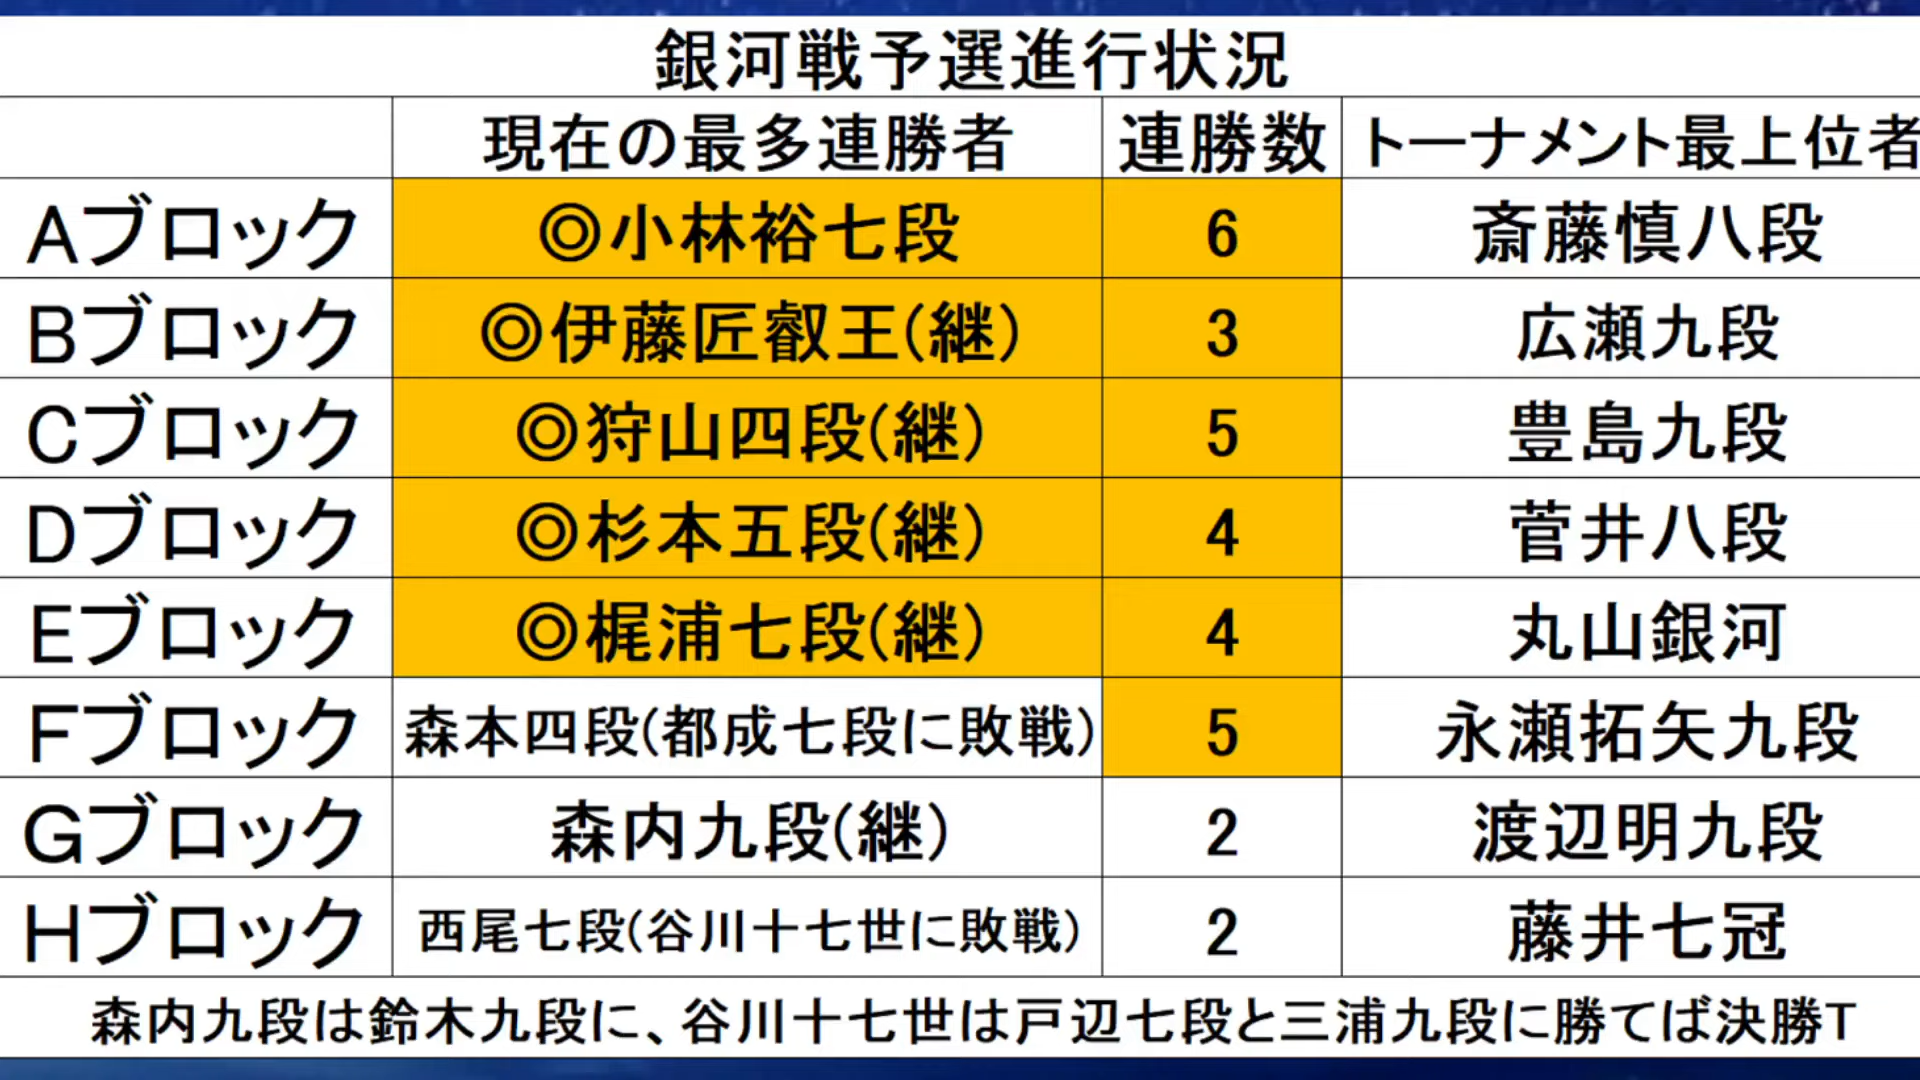 銀河戦予選進行状況
現在の最多連勝者 連勝数 トーナメント最上位者
Aブロック ◎小林裕七段 6 斎藤慎八段
Bブロック ◎伊藤匠叡王(継) 3 広瀬九段
Cブロック ◎狩山四段(継) 5 豊島九段
Dブロック ◎杉本五段(継) 4 菅井八段
Eブロック ◎梶浦七段(継) 4 丸山銀河
Fブロック 森本四段(都成七段に敗戦) 5 永瀬拓矢九段
Gブロック 森内九段(継) 2 渡辺明九段
Hブロック 西尾七段(谷川十七世に敗戦) 2 藤井七冠
森内九段は鈴木九段に、谷川十七世は戸辺七段と三浦九段に勝てば決勝T